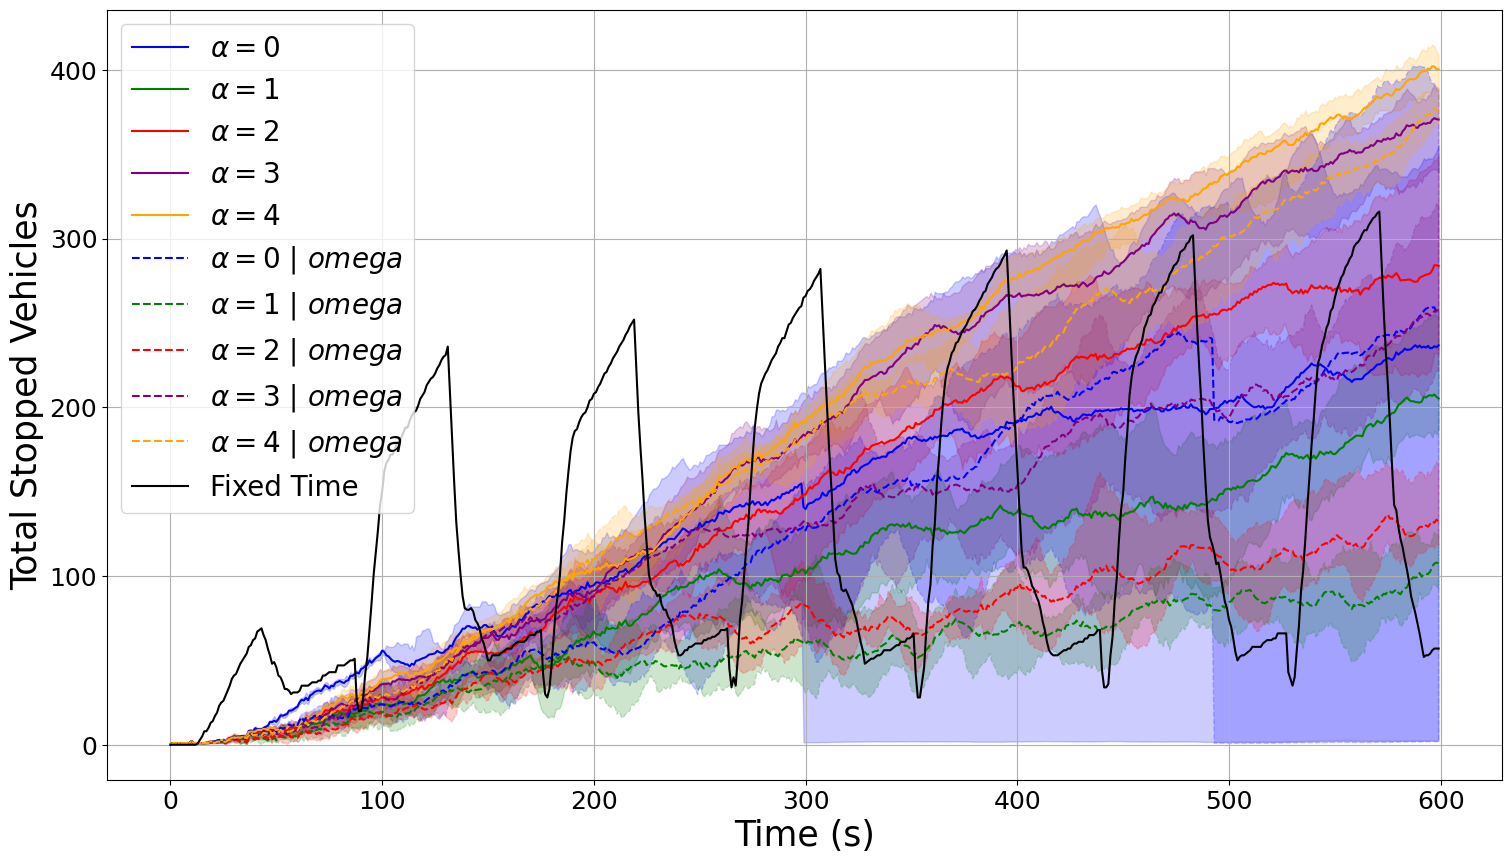 α = 0
α = 1
α = 2
α = 3
α = 4
α = 0 | omega
α = 1 | omega
α = 2 | omega
α = 3 | omega
α = 4 | omega
Fixed Time
Total Stopped Vehicles
400
300
200
100
0
0 100 200 300 400 500 600
Time (s)